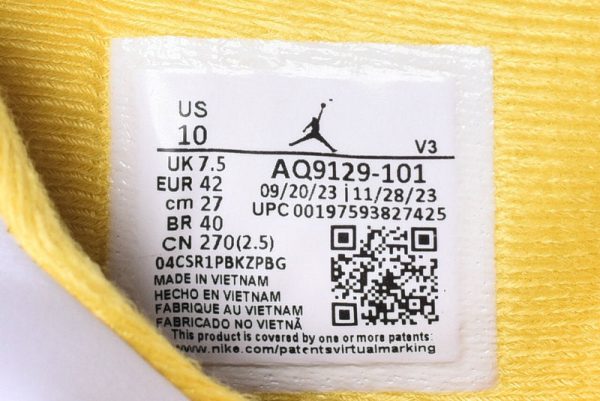 US
10
V3
UK 7.5
EUR 42
cm 27
BR 40
CN 270(2.5)
AQ9129-101
09/20/23 | 11/28/23
UPC 00197593827425
04CSR1PBKZPBG
MADE IN VIETNAM
HECHO EN VIETNAM
FABRIQUE AU VIETNAM
FABRICADO NO VIETNÃ
This product is covered by one or more patents:
www.nike.com/patentsvirtualmarking